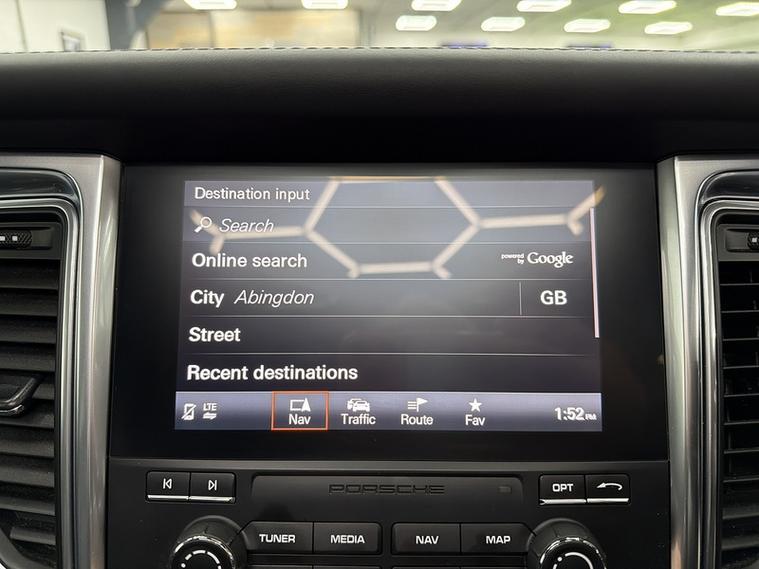 Destination input
Search
Online search powered by Google
City Abingdon GB
Street
Recent destinations
LTE Nav Traffic Route Fav 1:52 PM
PORSCHE OPT
TUNER MEDIA NAV MAP